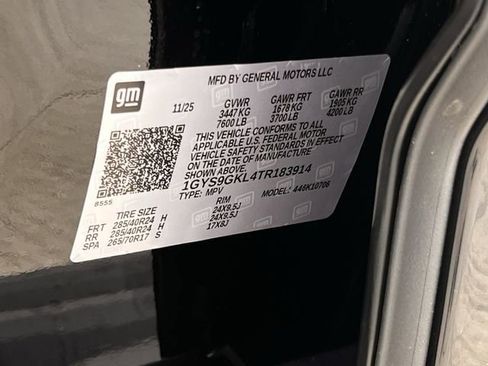 gm
MFD BY GENERAL MOTORS LLC
11/25 GVWR GAWR FRT GAWR RR
3447 KG 1678 KG 1905 KG
7600 LB 3700 LB 4200 LB
THIS VEHICLE CONFORMS TO ALL
APPLICABLE U.S. FEDERAL MOTOR
VEHICLE SAFETY STANDARDS IN EFFECT
ON THE DATE OF MANUFACTURE
SHOWN ABOVE.
1GYS9GKL4TR183914
TYPE: MPV MODEL: 446K10706
8555
TIRE SIZE RIM
FRT 285/40R24 H 24X9.5J
RR 285/40R24 H 24X9.5J
SPA 265/70R17 S 17X8J